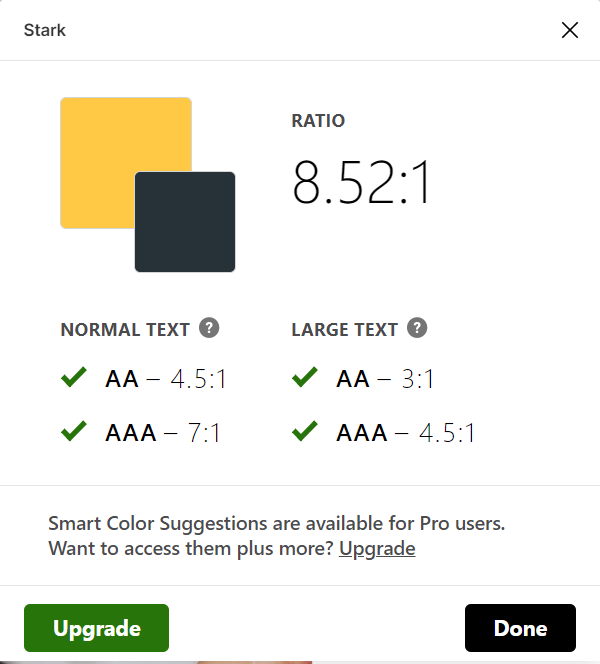 Stark
RATIO
8.52:1
NORMAL TEXT ?
AA – 4.5:1
AAA – 7:1
LARGE TEXT ?
AA – 3:1
AAA – 4.5:1
Smart Color Suggestions are available for Pro users.
Want to access them plus more? Upgrade
Upgrade
Done